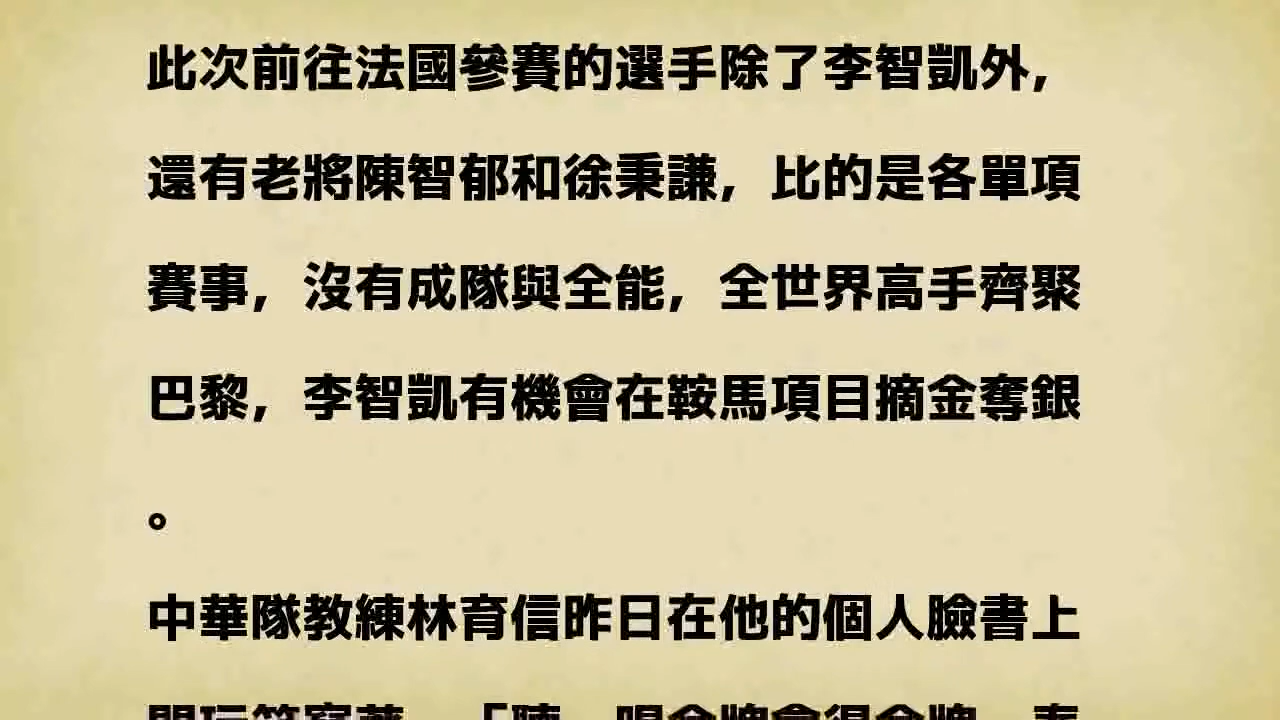 此次前往法國參賽的選手除了李智凱外，
還有老將陳智郁和徐秉謙，比的是各單項
賽事，沒有成隊與全能，全世界高手齊聚
巴黎，李智凱有機會在鞍馬項目摘金奪銀
。
中華隊教練林育信昨日在他的個人臉書上